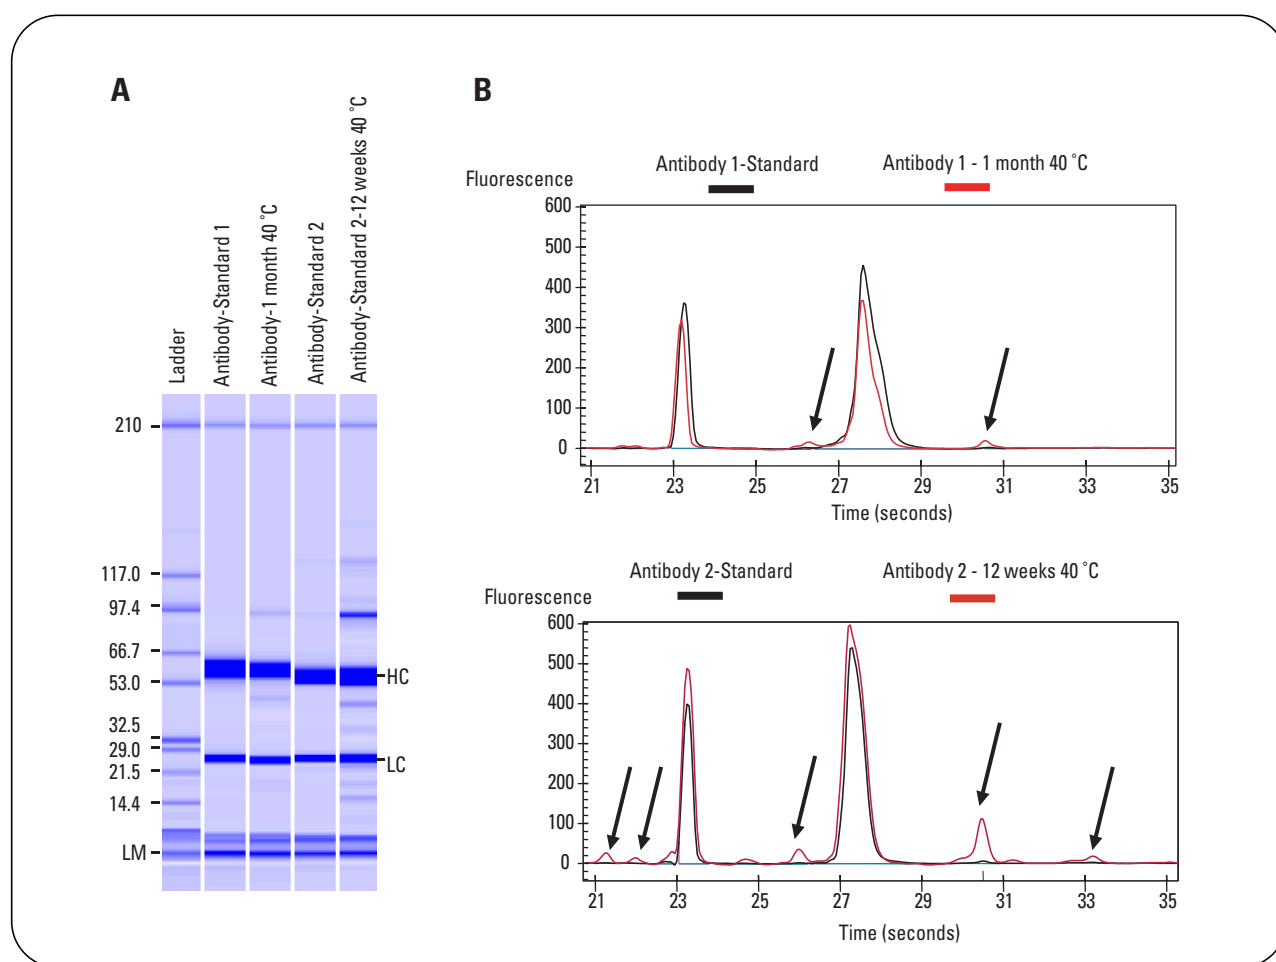 A
Ladder
Antibody-Standard 1
Antibody-1 month 40 ˚C
Antibody-Standard 2
Antibody-Standard 2-12 weeks 40 ˚C
210
117.0
97.4
66.7
53.0
32.5
29.0
21.5
14.4
LM
HC
LC
B
Antibody 1-Standard
Antibody 1 - 1 month 40 ˚C
Fluorescence
600
500
400
300
200
100
0
21 23 25 27 29 31 33 35
Time (seconds)
Antibody 2-Standard
Antibody 2 - 12 weeks 40 ˚C
Fluorescence
600
500
400
300
200
100
0
21 23 25 27 29 31 33 35
Time (seconds)